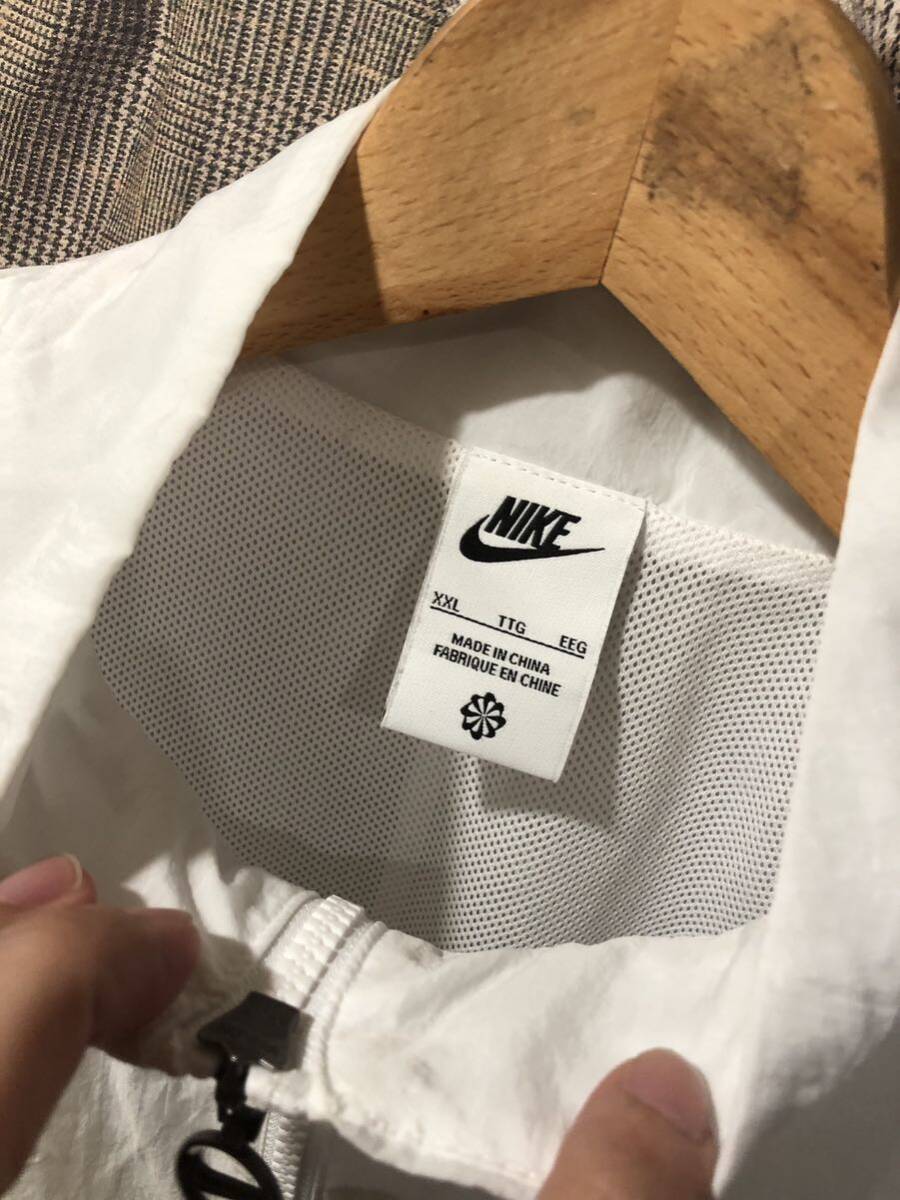 NIKE
XXL TTG EEG
MADE IN CHINA
FABRIQUE EN CHINE